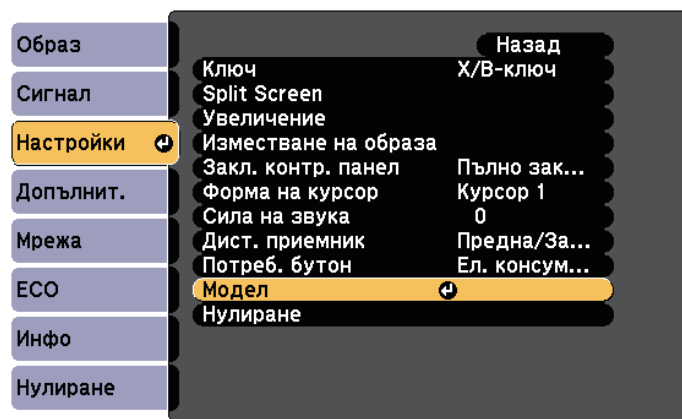 Образ
Сигнал
Настройки
Допълнит.
Мрежа
ECO
Инфо
Нулиране
Назад
Ключ Х/В-ключ
Split Screen
Увеличение
Изместване на образа
Закл. контр. панел Пълно зак...
Форма на курсор Курсор 1
Сила на звука 0
Дист. приемник Предна/За...
Потреб. бутон Ел. консум...
Модел
Нулиране